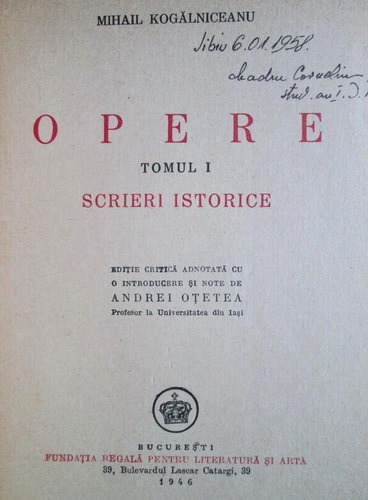 MIHAIL KOGĂLNICEANU
Sibiu 6.01.1958.
stud. an I.
OPERE
TOMUL I
SCRIERI ISTORICE
EDIȚIE CRITICĂ ADNOTATĂ CU
O INTRODUCERE ȘI NOTE DE
ANDREI OȚETEA
Profesor la Universitatea din Iași
BUCUREȘTI
FUNDAȚIA REGALĂ PENTRU LITERATURĂ ȘI ARTĂ
39, Bulevardul Lascar Catargi, 39
1946